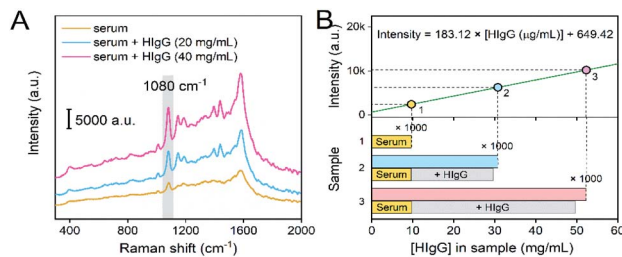 A
serum
serum + HIgG (20 mg/mL)
serum + HIgG (40 mg/mL)
1080 cm⁻¹
5000 a.u.
Intensity (a.u.)
400 800 1200 1600 2000
Raman shift (cm⁻¹)
B
Intensity = 183.12 × [HIgG (µg/mL)] + 649.42
Intensity (a.u.)
20k
10k
0
1
2
3
× 1000
× 1000
× 1000
Sample
1 Serum
2 Serum + HIgG
3 Serum + HIgG
0 10 20 30 40 50 60
[HIgG] in sample (mg/mL)